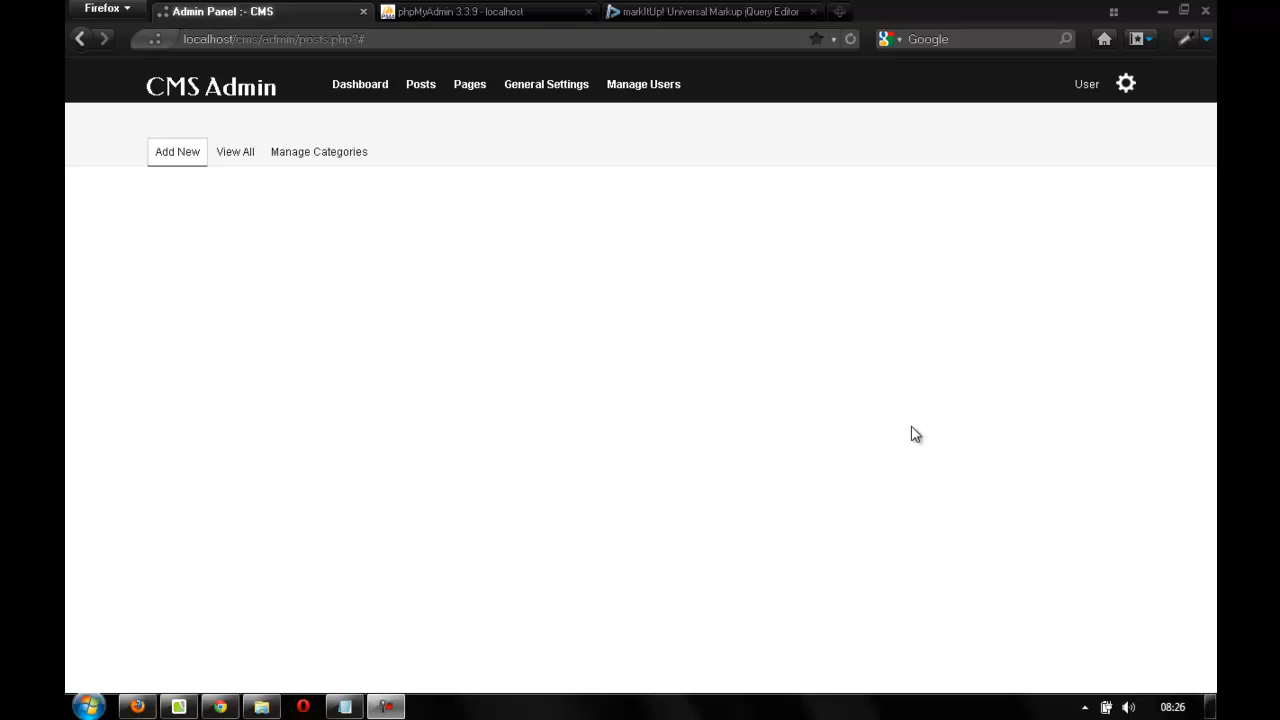 Firefox
Admin Panel :- CMS
phpMyAdmin 3.3.9 - localhost
markItUp! Universal Markup jQuery Editor
localhost/cms/admin/posts.php?#
Google
CMS Admin
Dashboard
Posts
Pages
General Settings
Manage Users
User
Add New
View All
Manage Categories
08:26